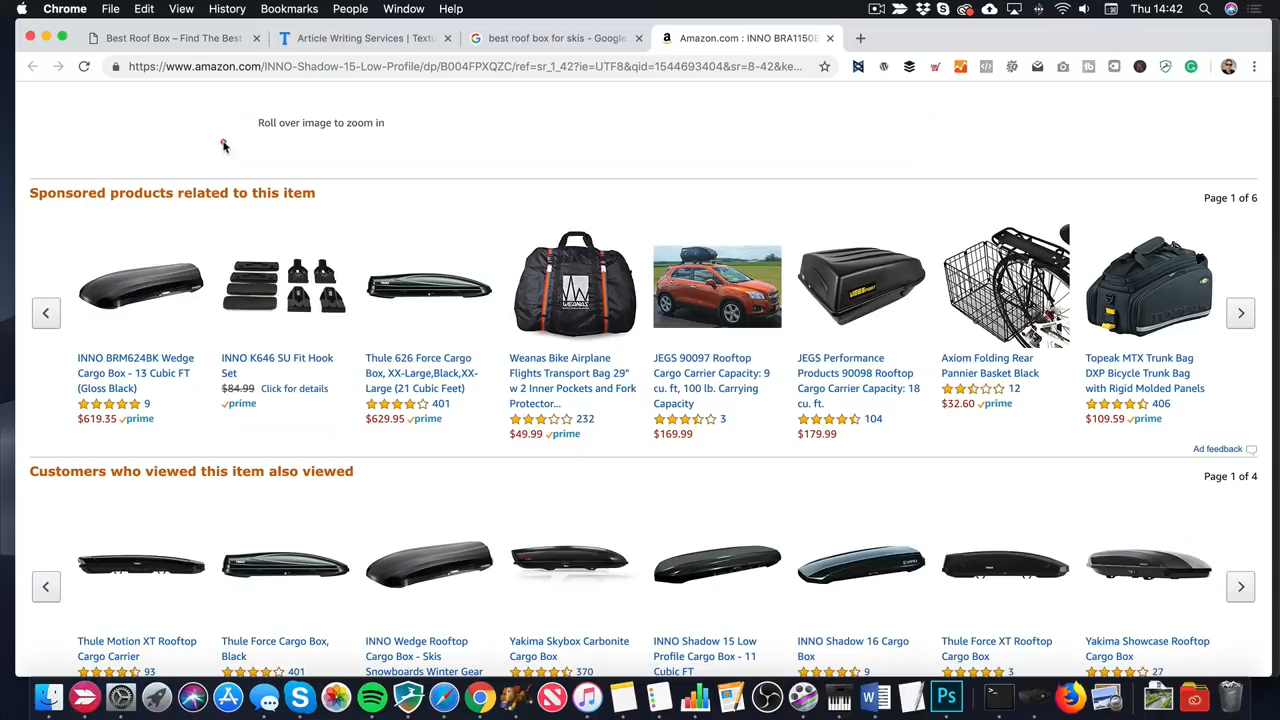 Chrome File Edit View History Bookmarks People Window Help Thu 14:42
Best Roof Box – Find The Best Article Writing Services | Textu best roof box for skis - Google Amazon.com : INNO BRA1150B
https://www.amazon.com/INNO-Shadow-15-Low-Profile/dp/B004FPXQZC/ref=sr_1_42?ie=UTF8&qid=1544693404&sr=8-42&ke...
Roll over image to zoom in
Sponsored products related to this item
Page 1 of 6
INNO BRM624BK Wedge
Cargo Box - 13 Cubic FT
(Gloss Black)
9
$619.35 prime
INNO K646 SU Fit Hook
Set
$84.99 Click for details
prime
Thule 626 Force Cargo
Box, XX-Large,Black,XX-
Large (21 Cubic Feet)
401
$629.95 prime
WEANAS
Weanas Bike Airplane
Flights Transport Bag 29"
w 2 Inner Pockets and Fork
Protector...
232
$49.99 prime
JEGS 90097 Rooftop
Cargo Carrier Capacity: 9
cu. ft, 100 lb. Carrying
Capacity
3
$169.99
JEGS Performance
Products 90098 Rooftop
Cargo Carrier Capacity: 18
cu. ft.
104
$179.99
Axiom Folding Rear
Pannier Basket Black
12
$32.60 prime
Topeak MTX Trunk Bag
DXP Bicycle Trunk Bag
with Rigid Molded Panels
406
$109.59 prime
Ad feedback
Customers who viewed this item also viewed
Page 1 of 4
Thule Motion XT Rooftop
Cargo Carrier
93
Thule Force Cargo Box,
Black
401
INNO Wedge Rooftop
Cargo Box - Skis
Snowboards Winter Gear
Yakima Skybox Carbonite
Cargo Box
370
INNO Shadow 15 Low
Profile Cargo Box - 11
Cubic FT
INNO Shadow 16 Cargo
Box
9
Thule Force XT Rooftop
Cargo Box
3
Yakima Showcase Rooftop
Cargo Box
27
Ps